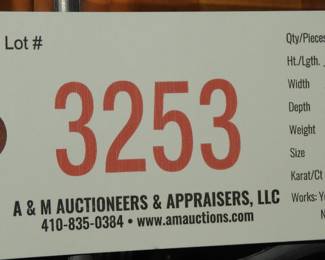 Lot #
3253
A & M AUCTIONEERS & APPRAISERS, LLC
410-835-0384 • www.amauctions.com
Qty/Pieces
Ht./Lgth.
Width
Depth
Weight
Size
Karat/Ct
Works: Y
N